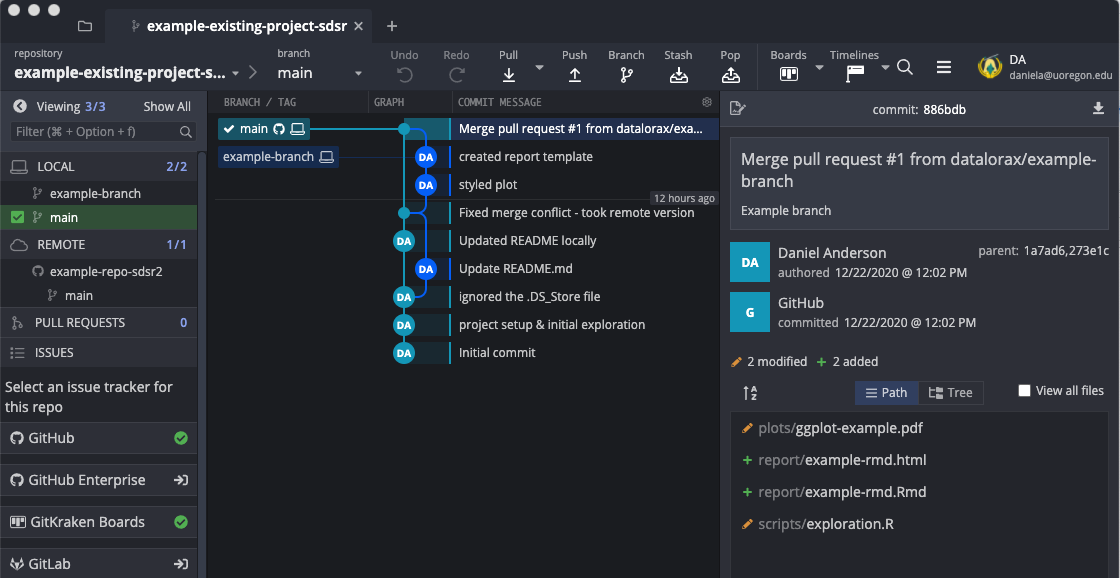 example-existing-project-sdsr
repository
example-existing-project-s...
branch
main
Undo
Redo
Pull
Push
Branch
Stash
Pop
Boards
Timelines
DA
daniela@uoregon.edu
Viewing 3/3
Show All
Filter (⌘ + Option + f)
LOCAL 2/2
example-branch
main
REMOTE 1/1
example-repo-sdsr2
main
PULL REQUESTS 0
ISSUES
Select an issue tracker for
this repo
GitHub
GitHub Enterprise
GitKraken Boards
GitLab
BRANCH / TAG
GRAPH
COMMIT MESSAGE
main
Merge pull request #1 from datalorax/exa...
example-branch
DA
created report template
DA
styled plot
12 hours ago
Fixed merge conflict - took remote version
DA
Updated README locally
DA
Update README.md
DA
ignored the .DS_Store file
DA
project setup & initial exploration
DA
Initial commit
commit: 886bdb
Merge pull request #1 from datalorax/example-
branch
Example branch
DA
Daniel Anderson
authored 12/22/2020 @ 12:02 PM
parent: 1a7ad6,273e1c
G
GitHub
committed 12/22/2020 @ 12:02 PM
2 modified + 2 added
A
Z
Path
Tree
View all files
plots/ggplot-example.pdf
+ report/example-rmd.html
+ report/example-rmd.Rmd
scripts/exploration.R